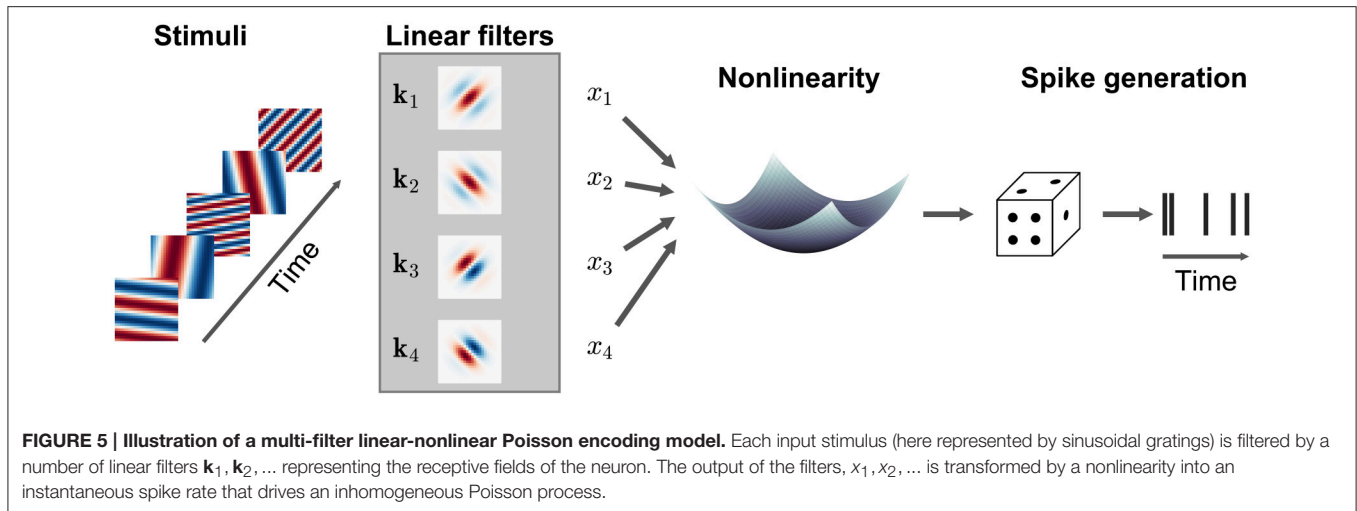 Stimuli
Linear filters
Nonlinearity
Spike generation
k1
k2
k3
k4
x1
x2
x3
x4
Time
Time
FIGURE 5 | Illustration of a multi-filter linear-nonlinear Poisson encoding model. Each input stimulus (here represented by sinusoidal gratings) is filtered by a
number of linear filters k1, k2, ... representing the receptive fields of the neuron. The output of the filters, x1, x2, ... is transformed by a nonlinearity into an
instantaneous spike rate that drives an inhomogeneous Poisson process.